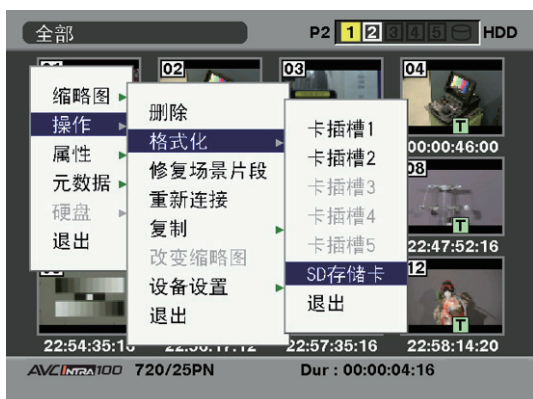 全部
P2 1 2 3 4 5 HDD
02
03
04
缩略图
操作
属性
元数据
硬盘
退出
删除
格式化
修复场景片段
重新连接
复制
改变缩略图
设备设置
退出
卡插槽1
卡插槽2
卡插槽3
卡插槽4
卡插槽5
SD存储卡
退出
T
00:00:46:00
08
T
22:47:52:16
12
T
22:54:35:16
22:57:35:16
22:58:14:20
AVC INTRA 100 720/25PN Dur : 00:00:04:16